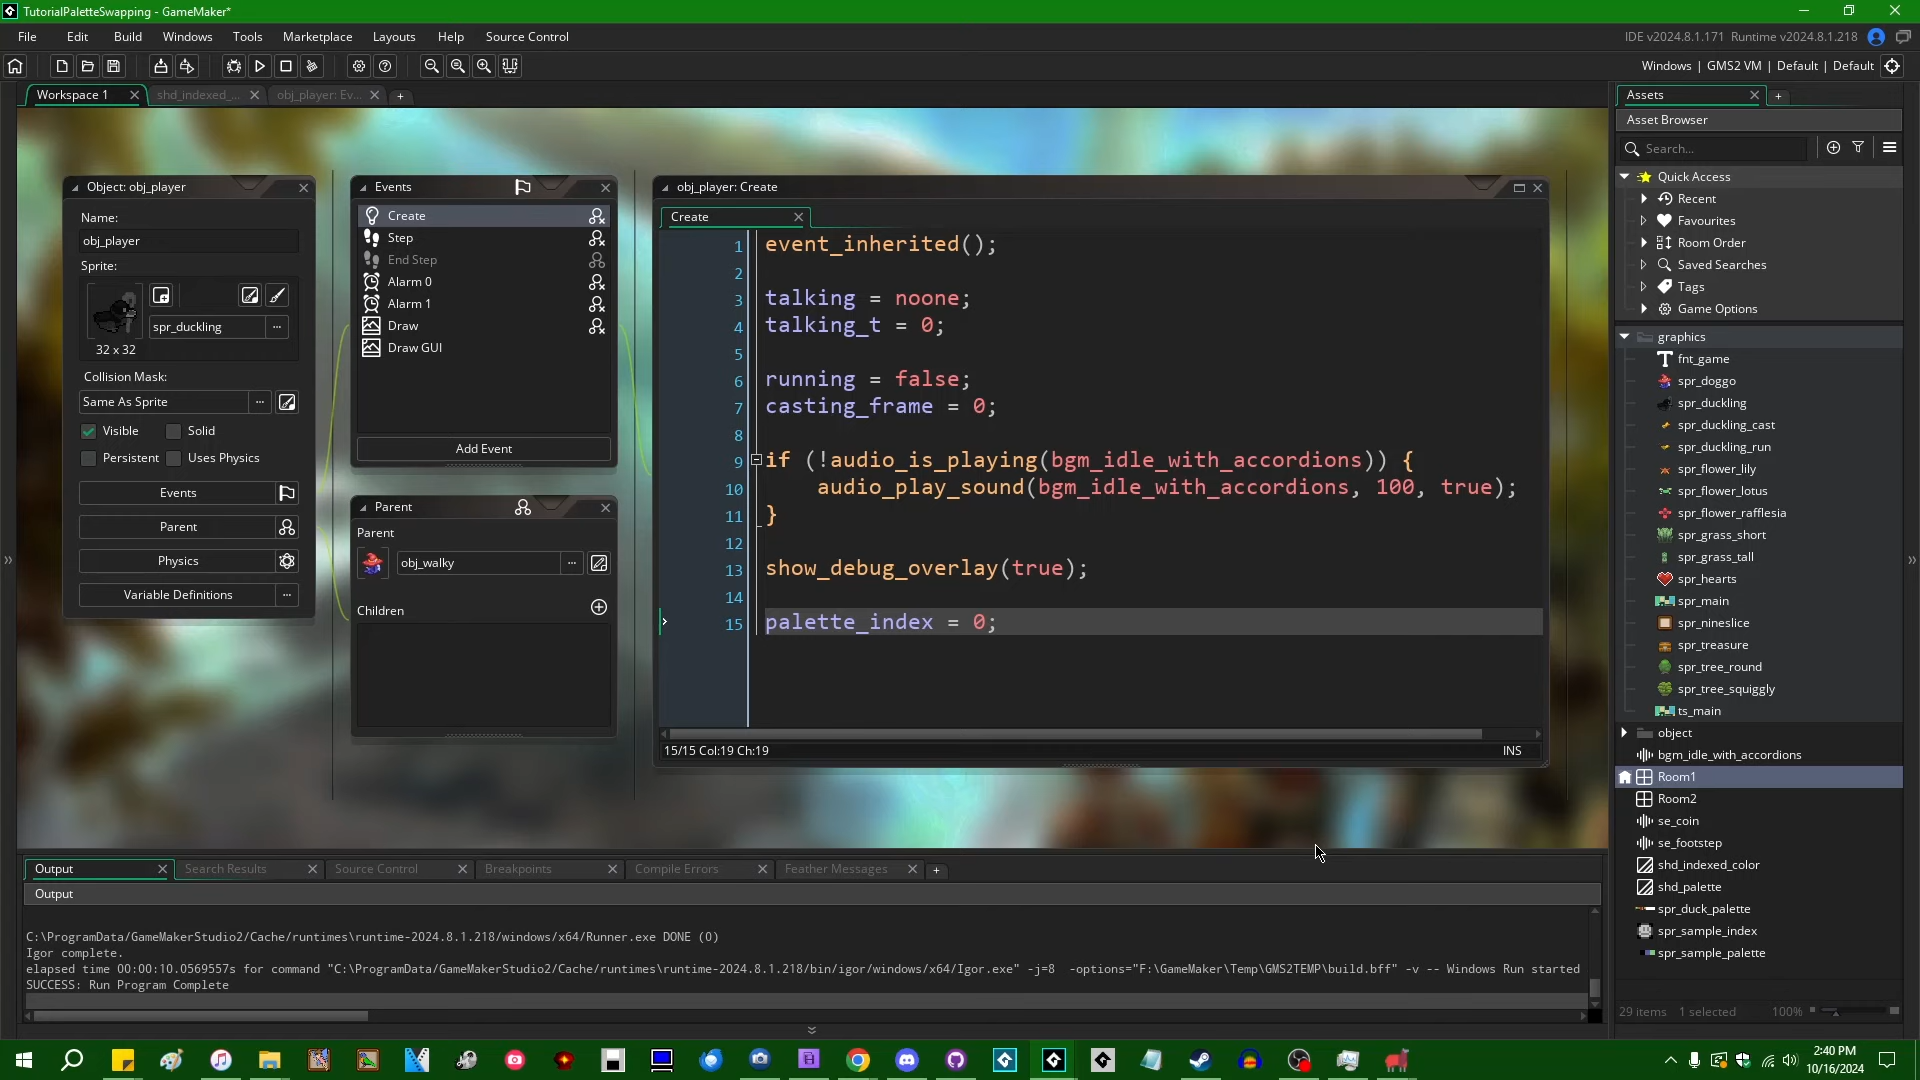 TutorialPaletteSwapping - GameMaker*
File Edit Build Windows Tools Marketplace Layouts Help Source Control
IDE v2024.8.1.171 Runtime v2024.8.1.218
Windows | GMS2 VM | Default | Default
Workspace 1
shd_indexed_...
obj_player: Ev...
Object: obj_player
Name:
obj_player
Sprite:
spr_duckling
32 x 32
Collision Mask:
Same As Sprite
Visible
Solid
Persistent
Uses Physics
Events
Parent
Physics
Variable Definitions
Events
Create
Step
End Step
Alarm 0
Alarm 1
Draw
Draw GUI
Add Event
Parent
Parent
obj_walky
Children
obj_player: Create
Create
1 event_inherited();
2
3 talking = noone;
4 talking_t = 0;
5
6 running = false;
7 casting_frame = 0;
8
9 if (!audio_is_playing(bgm_idle_with_accordions)) {
10 audio_play_sound(bgm_idle_with_accordions, 100, true);
11 }
12
13 show_debug_overlay(true);
14
15 palette_index = 0;
15/15 Col:19 Ch:19
INS
Output
Search Results
Source Control
Breakpoints
Compile Errors
Feather Messages
Output
C:\ProgramData/GameMakerStudio2/Cache/runtimes\runtime-2024.8.1.218/windows/x64/Runner.exe DONE (0)
Igor complete.
elapsed time 00:00:10.0569557s for command "C:\ProgramData/GameMakerStudio2/Cache/runtimes\runtime-2024.8.1.218/bin/igor/windows/x64/Igor.exe" -j=8 -options="F:\GameMaker\Temp\GMS2TEMP\build.bff" -v -- Windows Run started
SUCCESS: Run Program Complete
Assets
Asset Browser
Search...
Quick Access
Recent
Favourites
Room Order
Saved Searches
Tags
Game Options
graphics
fnt_game
spr_doggo
spr_duckling
spr_duckling_cast
spr_duckling_run
spr_flower_lily
spr_flower_lotus
spr_flower_rafflesia
spr_grass_short
spr_grass_tall
spr_hearts
spr_main
spr_nineslice
spr_treasure
spr_tree_round
spr_tree_squiggly
ts_main
object
bgm_idle_with_accordions
Room1
Room2
se_coin
se_footstep
shd_indexed_color
shd_palette
spr_duck_palette
spr_sample_index
spr_sample_palette
29 items 1 selected 100%
2:40 PM
10/16/2024